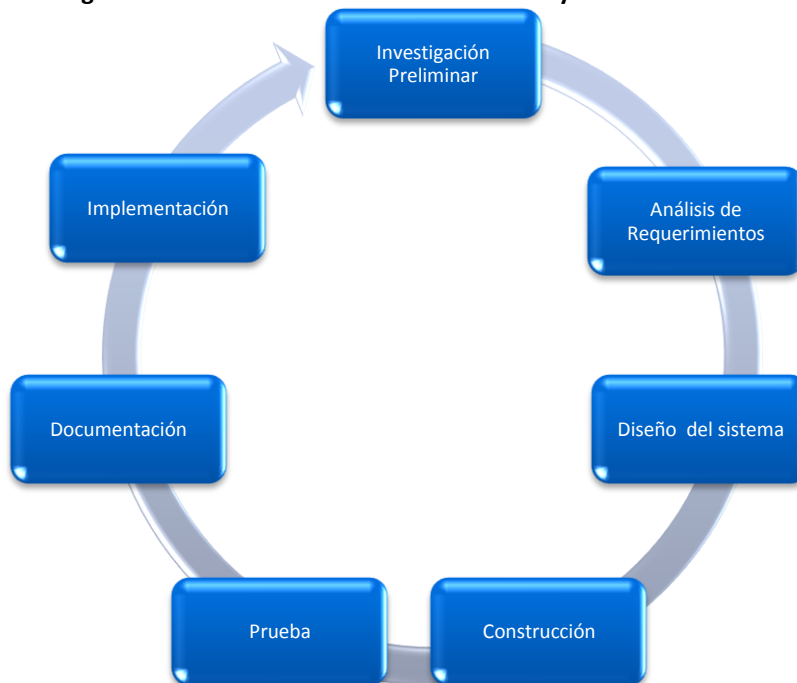 Investigación
Preliminar
Análisis de
Requerimientos
Diseño del sistema
Construcción
Prueba
Documentación
Implementación